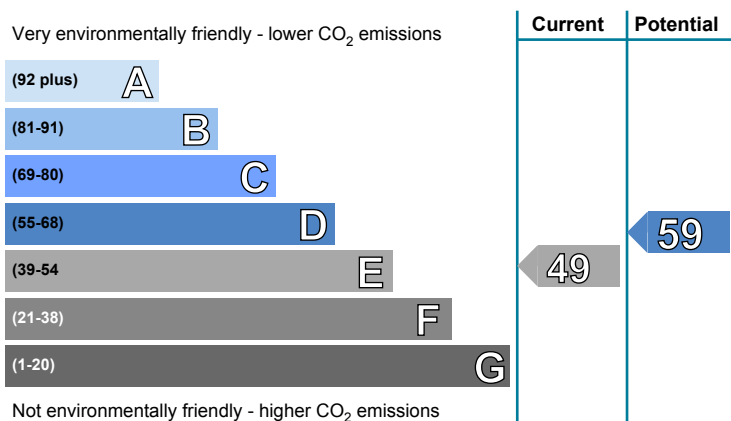 Very environmentally friendly - lower CO2 emissions
Current
Potential
(92 plus) A
(81-91) B
(69-80) C
(55-68) D
(39-54 E
(21-38) F
(1-20) G
49
59
Not environmentally friendly - higher CO2 emissions